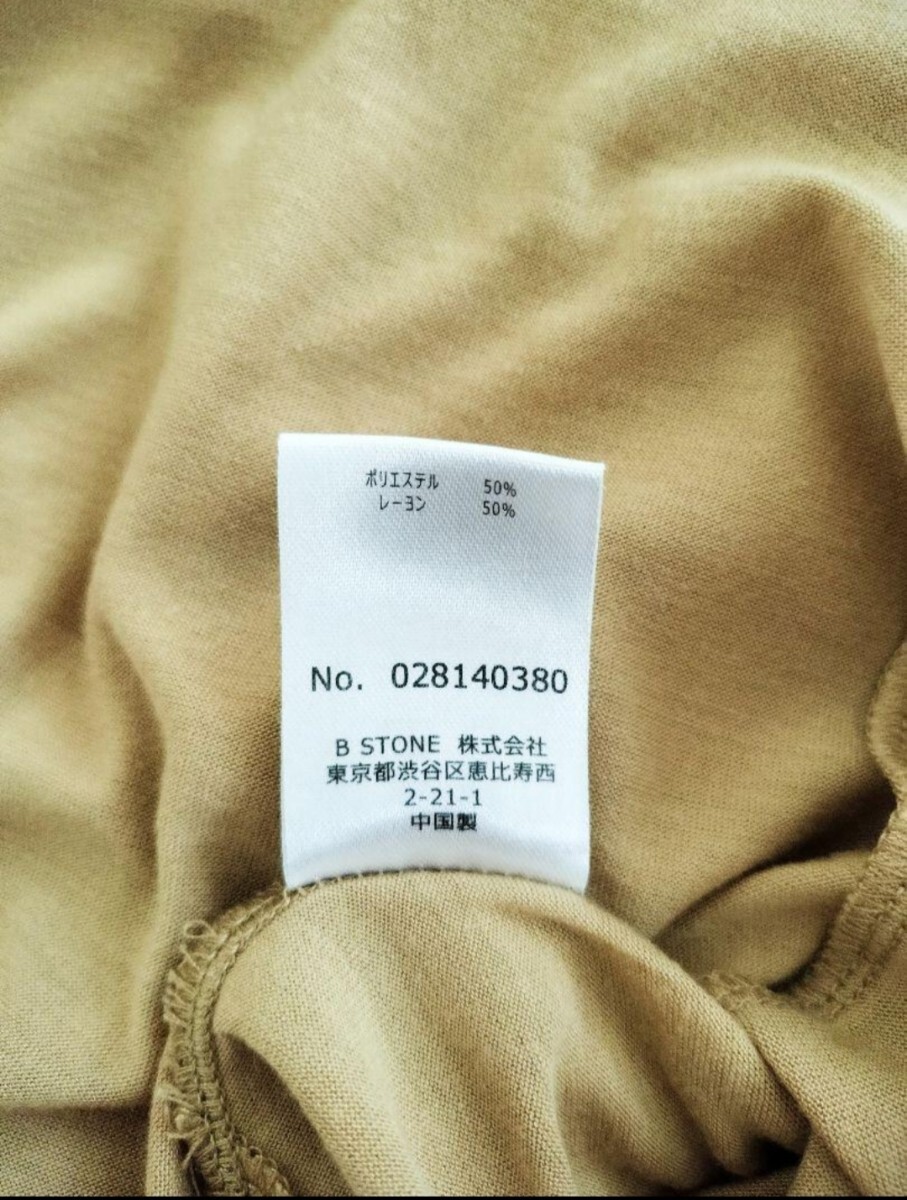 ポリエステル 50%
レーヨン 50%
No. 028140380
B STONE 株式会社
東京都渋谷区恵比寿西
2-21-1
中国製